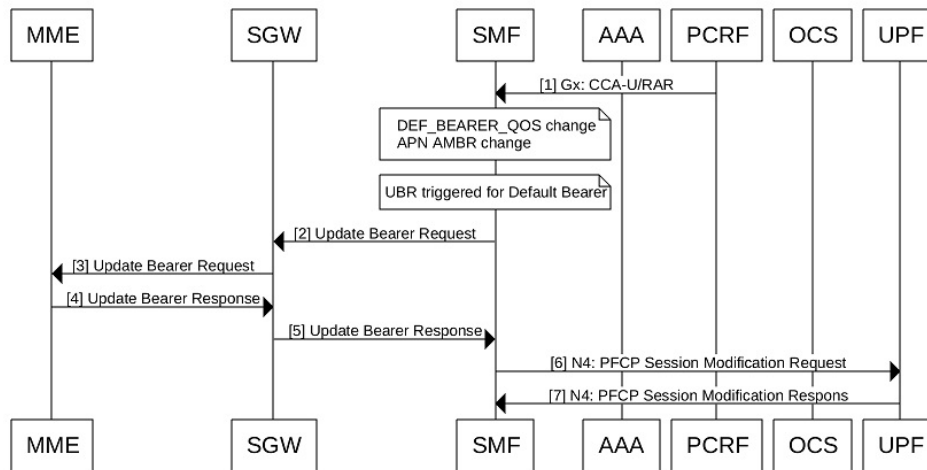 MME SGW SMF AAA PCRF OCS UPF
[1] Gx: CCA-U/RAR
DEF_BEARER_QOS change
APN AMBR change
UBR triggered for Default Bearer
[2] Update Bearer Request
[3] Update Bearer Request
[4] Update Bearer Response
[5] Update Bearer Response
[6] N4: PFCP Session Modification Request
[7] N4: PFCP Session Modification Respons
MME SGW SMF AAA PCRF OCS UPF